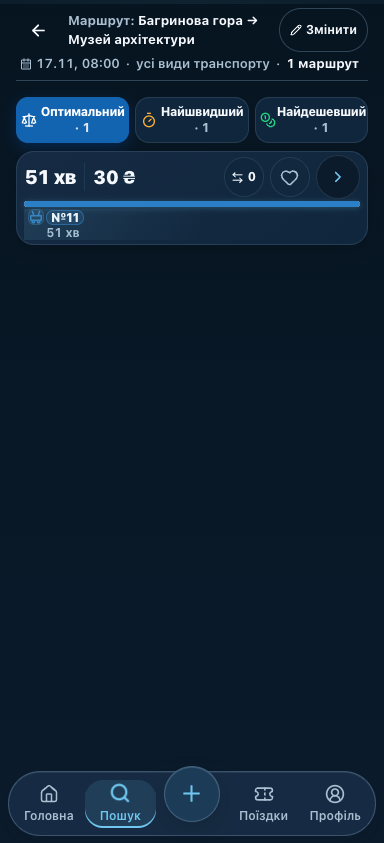 Маршрут: Багринова гора →
Музей архітектури
Змінити
17.11, 08:00 · усі види транспорту · 1 маршрут
Оптимальний
· 1
Найшвидший
· 1
Найдешевший
· 1
51 хв
30 ₴
0
№11
51 хв
Головна
Пошук
Поїздки
Профіль